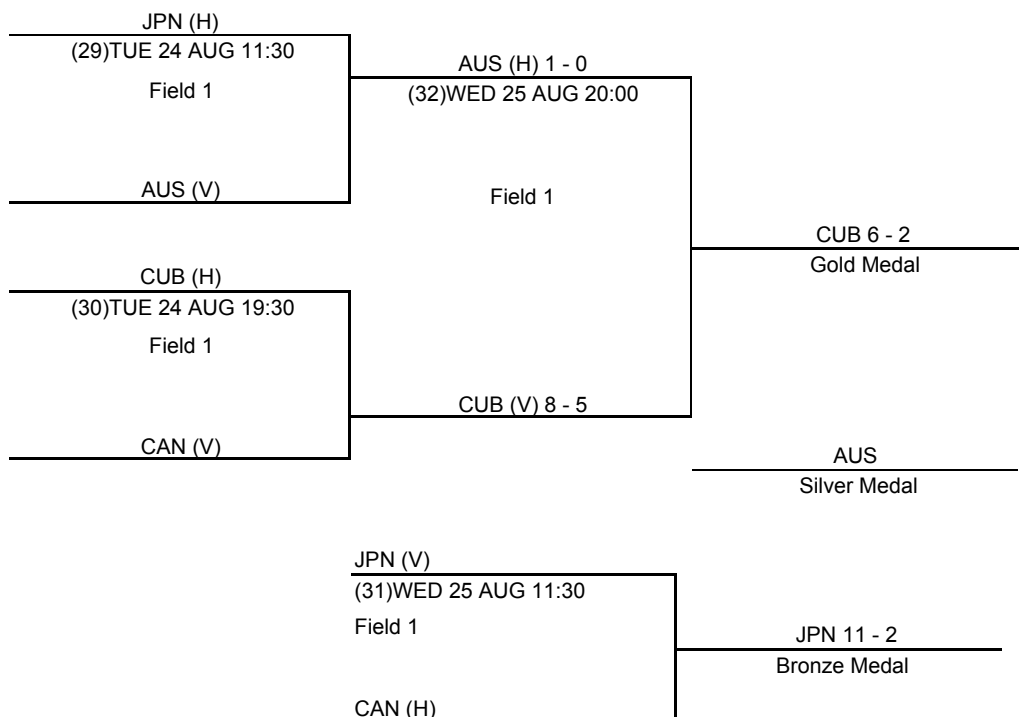 JPN (H)
(29)TUE 24 AUG 11:30
Field 1
AUS (V)
AUS (H) 1 - 0
(32)WED 25 AUG 20:00
Field 1
CUB (H)
(30)TUE 24 AUG 19:30
Field 1
CAN (V)
CUB (V) 8 - 5
CUB 6 - 2
Gold Medal
AUS
Silver Medal
JPN (V)
(31)WED 25 AUG 11:30
Field 1
CAN (H)
JPN 11 - 2
Bronze Medal